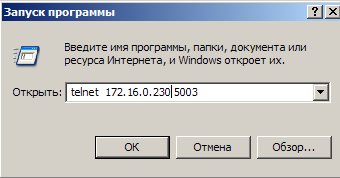 Запуск программы
Введите имя программы, папки, документа или
ресурса Интернета, и Windows откроет их.
Открыть: telnet 172.16.0.230 5003
ОК Отмена Обзор...